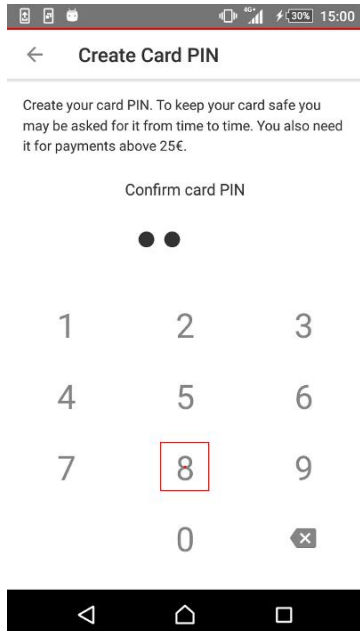 4G+ 30% 15:00
Create Card PIN
Create your card PIN. To keep your card safe you
may be asked for it from time to time. You also need
it for payments above 25€.
Confirm card PIN
1 2 3
4 5 6
7 8 9
0